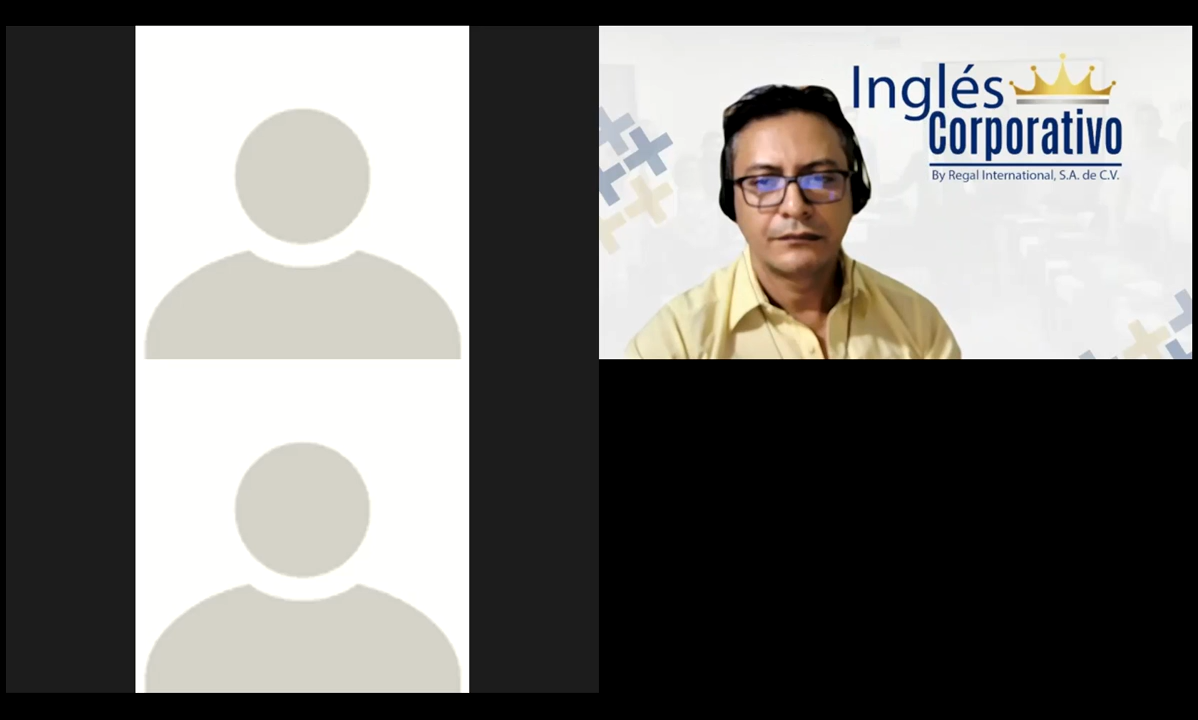 Inglés
Corporativo
By Regal International, S.A. de C.V.